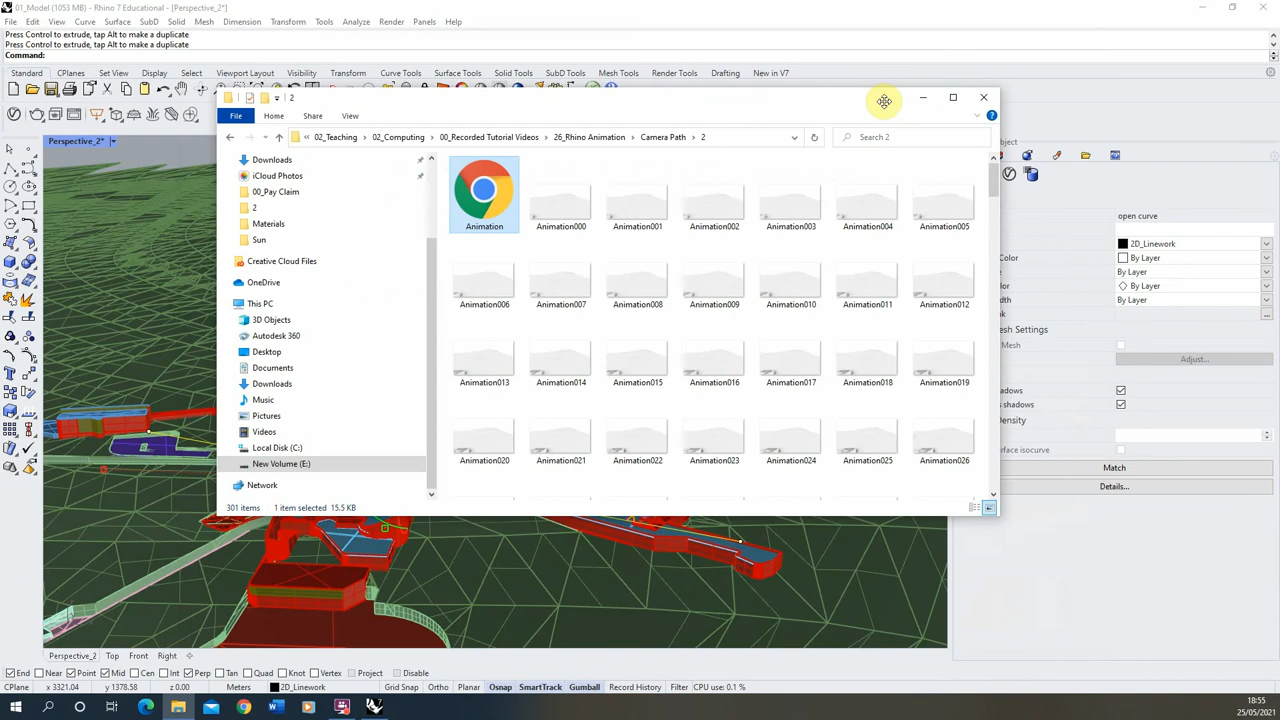 01_Model (1053 MB) - Rhino 7 Educational - [Perspective_2]
File Edit View Curve Surface SubD Solid Mesh Dimension Transform Tools Analyze Render Panels Help
Press Control to extrude, tap Alt to make a duplicate
Press Control to extrude, tap Alt to make a duplicate
Command:
Standard CPlanes Set View Display Select Viewport Layout Visibility Transform Curve Tools Surface Tools Solid Tools SubD Tools Mesh Tools Render Tools Drafting New in V7
2
File Home Share View
« 02_Teaching › 02_Computing › 00_Recorded Tutorial Videos › 26_Rhino Animation › Camera Path › 2
Search 2
Perspective_2*
Downloads
iCloud Photos
00_Pay Claim
2
Materials
Sun
Creative Cloud Files
OneDrive
This PC
3D Objects
Autodesk 360
Desktop
Documents
Downloads
Music
Pictures
Videos
Local Disk (C:)
New Volume (E:)
Network
Animation Animation000 Animation001 Animation002 Animation003 Animation004 Animation005
Animation006 Animation007 Animation008 Animation009 Animation010 Animation011 Animation012
Animation013 Animation014 Animation015 Animation016 Animation017 Animation018 Animation019
Animation020 Animation021 Animation022 Animation023 Animation024 Animation025 Animation026
301 items 1 item selected 15.5 KB
open curve
2D_Linework
Color By Layer
By Layer
By Layer
By Layer
Mesh Settings
Mesh
Adjust...
Density
Match
Details...
Perspective_2 Top Front Right
End Near Point Mid Cen Int Perp Tan Quad Knot Vertex Project Disable
CPlane x 3321.04 y 1378.58 z 0.00 Meters 2D_Linework Grid Snap Ortho Planar Osnap SmartTrack Gumball Record History Filter CPU use: 0.1 %
18:55
25/05/2021